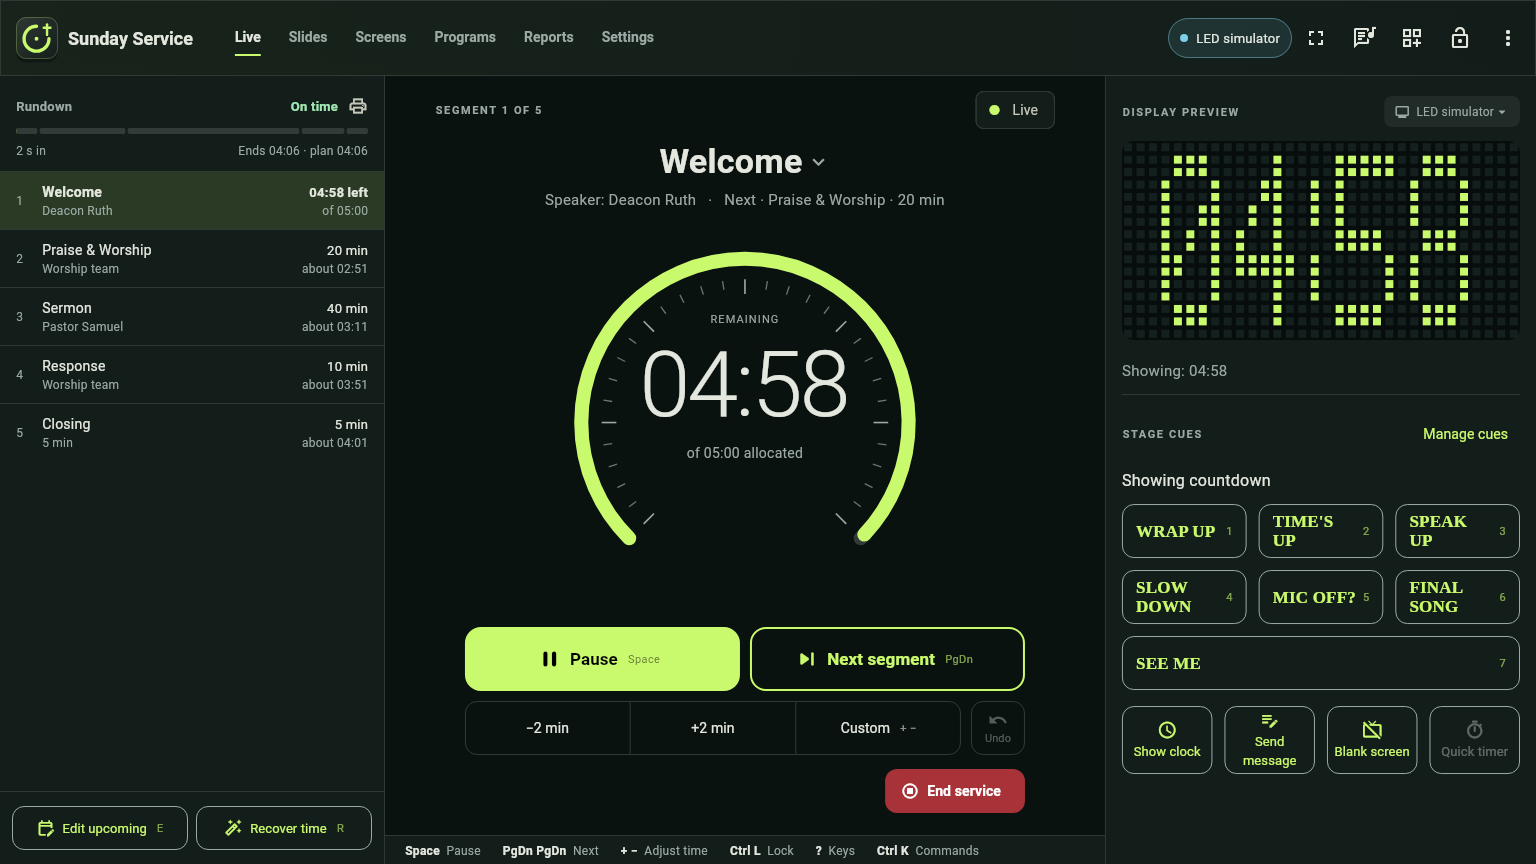 Sunday Service
Live Slides Screens Programs Reports Settings
LED simulator
Rundown
On time
2 s in
Ends 04:06 · plan 04:06
1 Welcome 04:58 left
Deacon Ruth of 05:00
2 Praise & Worship 20 min
Worship team about 02:51
3 Sermon 40 min
Pastor Samuel about 03:11
4 Response 10 min
Worship team about 03:51
5 Closing 5 min
5 min about 04:01
Edit upcoming E
Recover time R
SEGMENT 1 OF 5
Live
Welcome
Speaker: Deacon Ruth · Next · Praise & Worship · 20 min
REMAINING
04:58
of 05:00 allocated
Pause Space
Next segment PgDn
−2 min
+2 min
Custom + −
Undo
End service
Space Pause PgDn PgDn Next + − Adjust time Ctrl L Lock ? Keys Ctrl K Commands
DISPLAY PREVIEW
LED simulator
04:58
Showing: 04:58
STAGE CUES
Manage cues
Showing countdown
WRAP UP 1
TIME'S
UP 2
SPEAK
UP 3
SLOW
DOWN 4
MIC OFF? 5
FINAL
SONG 6
SEE ME 7
Show clock
Send
message
Blank screen
Quick timer